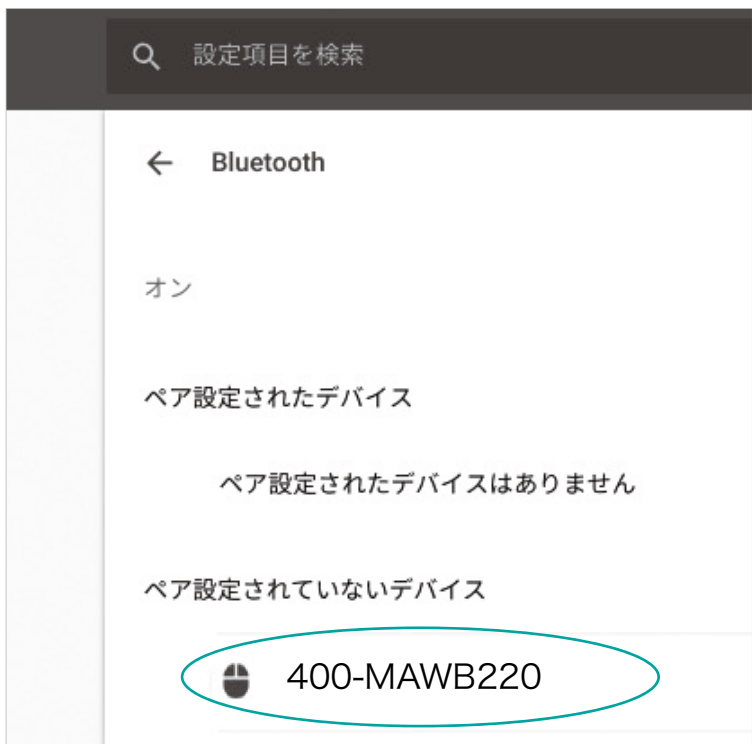 設定項目を検索
Bluetooth
オン
ペア設定されたデバイス
ペア設定されたデバイスはありません
ペア設定されていないデバイス
400-MAWB220